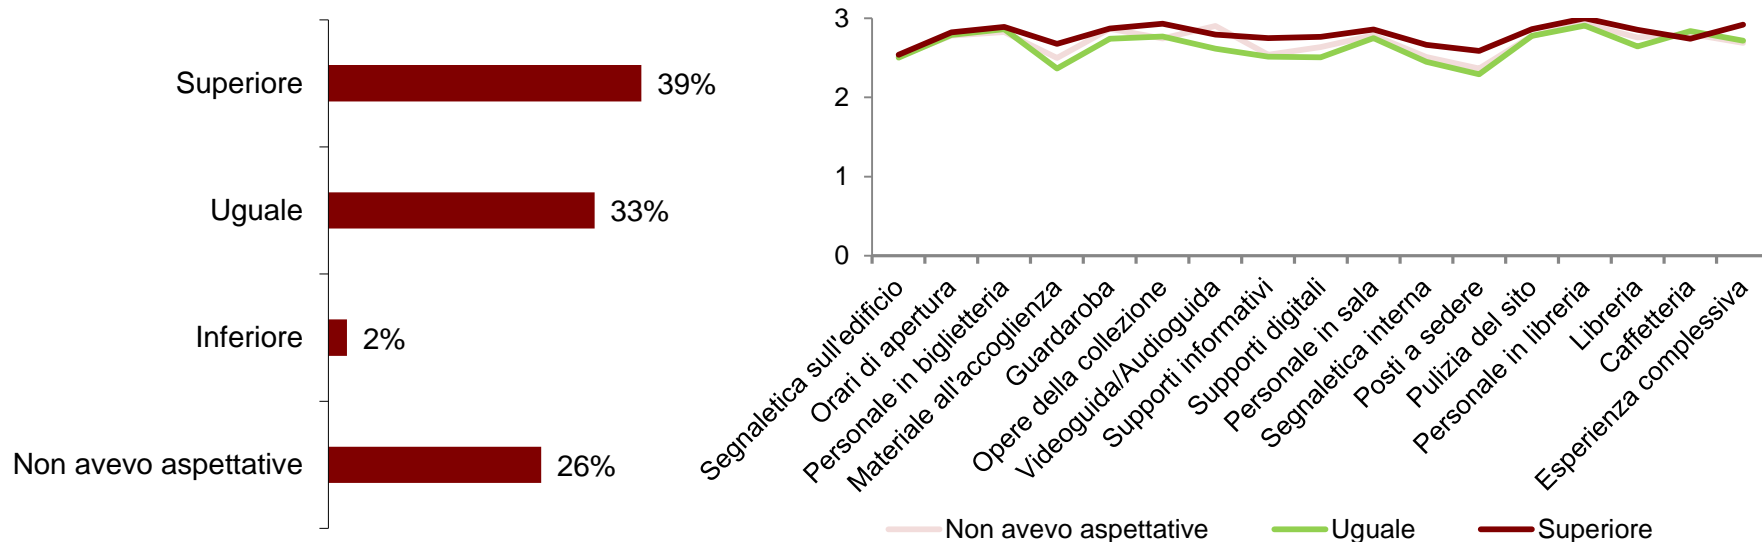 Superiore
39%
Uguale
33%
Inferiore
2%
Non avevo aspettative
26%
3
2
1
0
Segnaletica sull'edificio
Orari di apertura
Personale in biglietteria
Materiale all'accoglienza
Guardaroba
Opere della collezione
Videoguida/Audioguida
Supporti informativi
Supporti digitali
Personale in sala
Segnaletica interna
Posti a sedere
Pulizia del sito
Personale in libreria
Libreria
Caffetteria
Esperienza complessiva
Non avevo aspettative
Uguale
Superiore